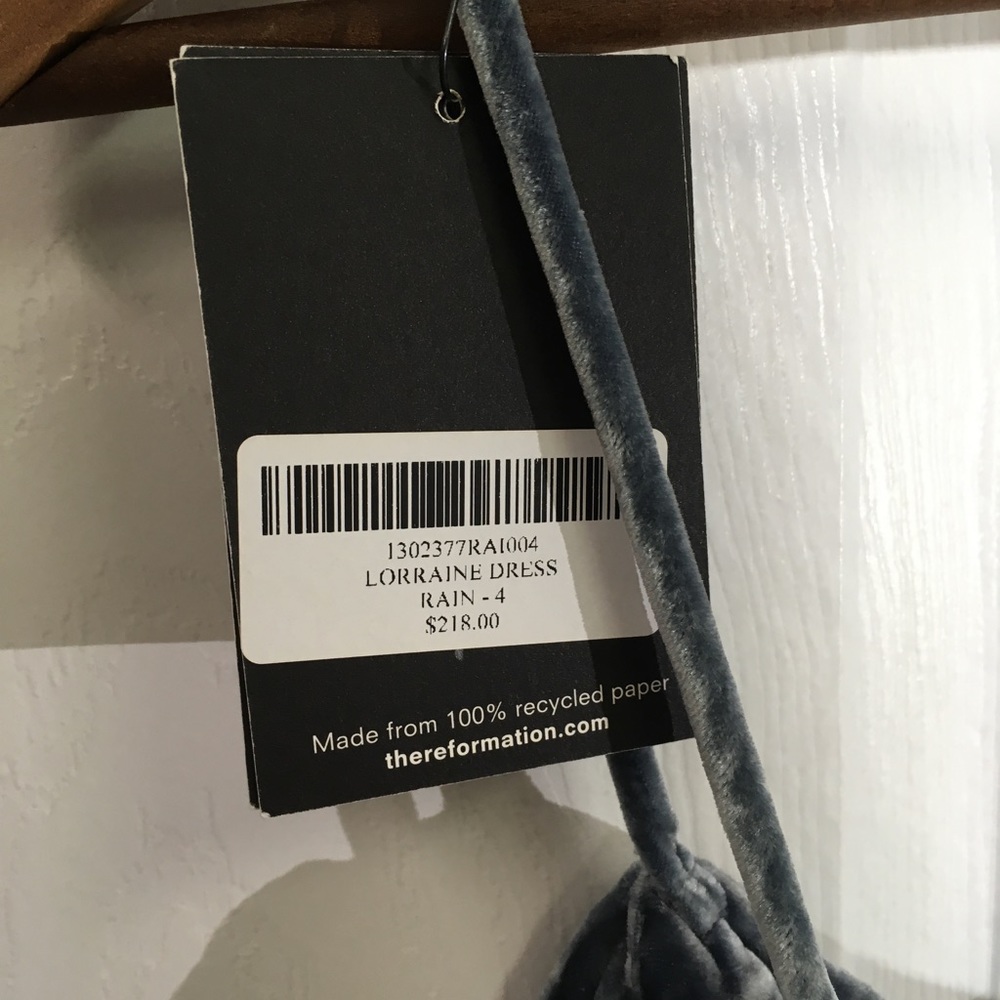 1302377RAI004
LORRAINE DRESS
RAIN - 4
$218.00
Made from 100% recycled paper
thereformation.com